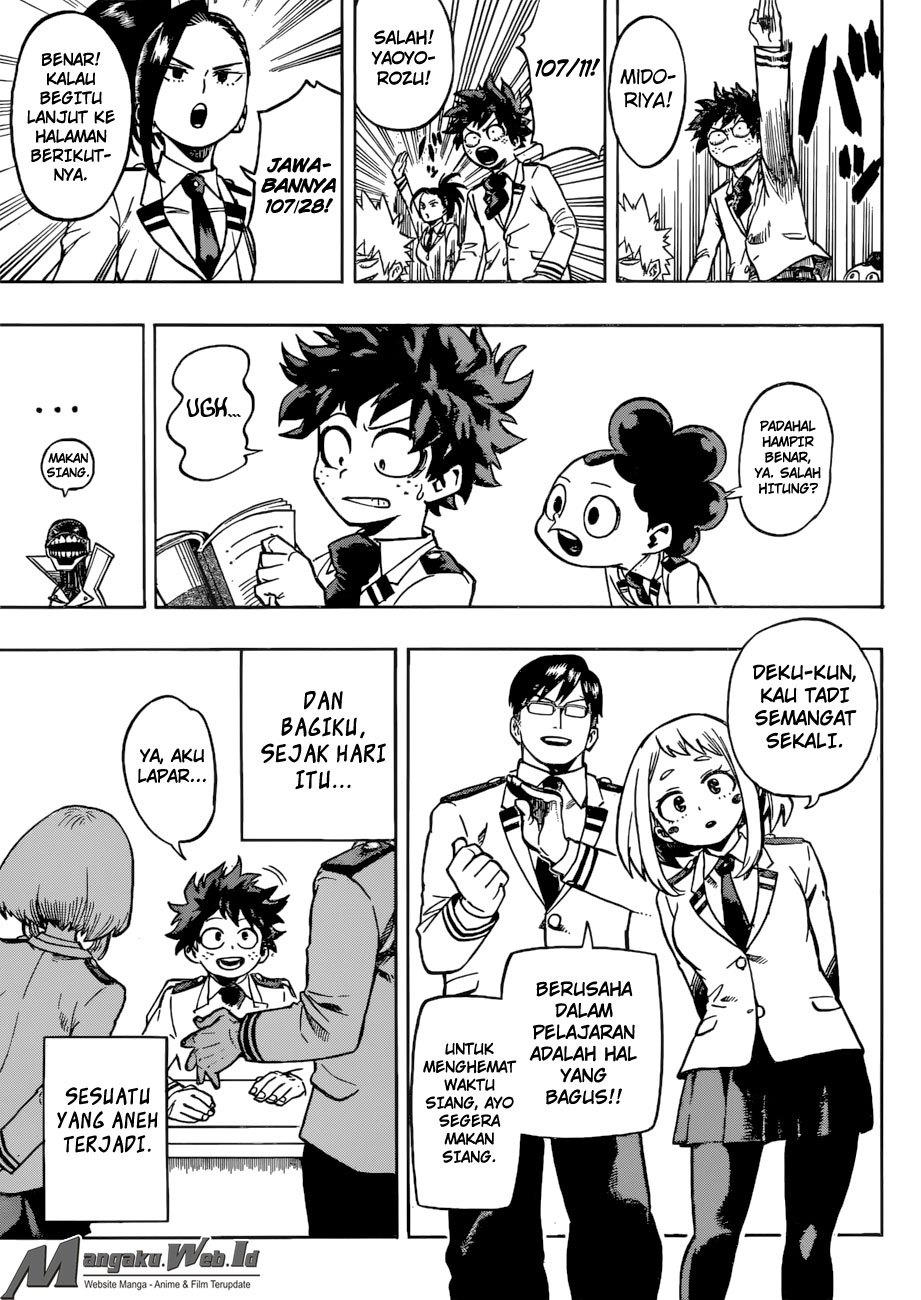 MIDO-
RIYA!
107/11!
SALAH!
YAOYO-
ROZU!
JAWA-
BANNYA
107/28!
BENAR!
KALAU
BEGITU
LANJUT KE
HALAMAN
BERIKUT-
NYA.
PADAHAL
HAMPIR
BENAR,
YA. SALAH
HITUNG?
UGH...
...
MAKAN
SIANG.
DEKU-KUN,
KAU TADI
SEMANGAT
SEKALI.
BERUSAHA
DALAM
PELAJARAN
ADALAH HAL
YANG
BAGUS!!
UNTUK
MENGHEMAT
WAKTU
SIANG, AYO
SEGERA
MAKAN
SIANG.
DAN
BAGIKU,
SEJAK HARI
ITU...
YA, AKU
LAPAR...
SESUATU
YANG ANEH
TERJADI.
Mangaku.Web.Id
Website Manga - Anime & Film Terupdate